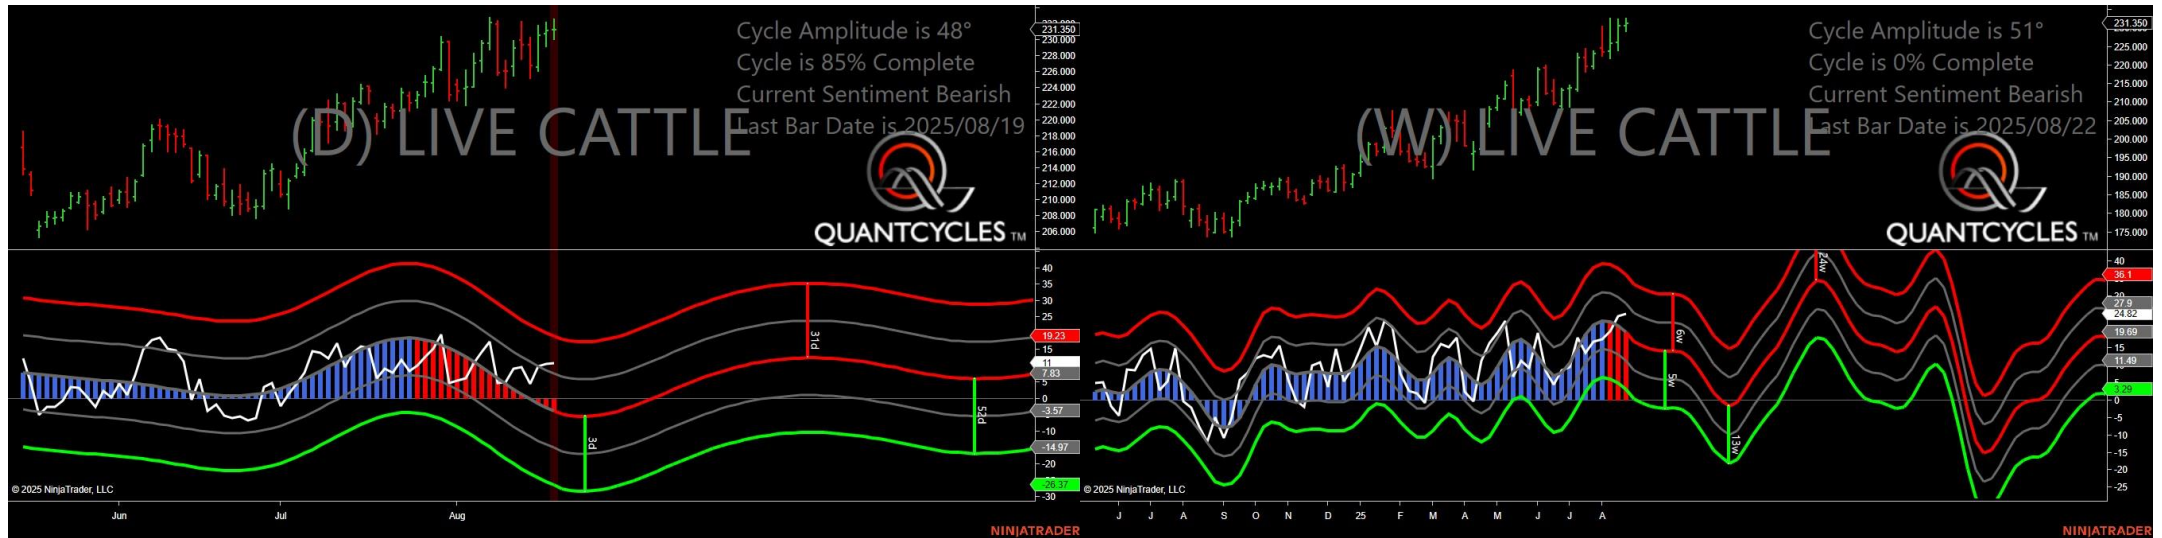 Cycle Amplitude is 48°
Cycle is 85% Complete
Current Sentiment Bearish
Last Bar Date is 2025/08/19
(D) LIVE CATTLE
QUANTCYCLES TM
231.350
230.000
228.000
226.000
224.000
222.000
220.000
218.000
216.000
214.000
212.000
210.000
208.000
206.000
40
35
30
25
19.23
15
11
7.83
5
0
-3.57
-10
-14.97
-20
-26.37
-30
31d
52d
3d
© 2025 NinjaTrader, LLC
Jun
Jul
Aug
NINJATRADER
Cycle Amplitude is 51°
Cycle is 0% Complete
Current Sentiment Bearish
Last Bar Date is 2025/08/22
(W) LIVE CATTLE
QUANTCYCLES TM
231.350
225.000
220.000
215.000
210.000
205.000
200.000
195.000
190.000
185.000
180.000
175.000
40
36.1
27.9
24.82
19.69
15
11.49
3.29
0
-5
-10
-15
-20
-25
24w
6w
5w
13w
© 2025 NinjaTrader, LLC
J J A S O N D 25 F M A M J J A
NINJATRADER